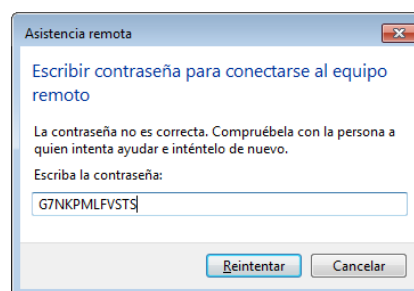 Asistencia remota
Escribir contraseña para conectarse al equipo
remoto
La contraseña no es correcta. Compruébela con la persona a
quien intenta ayudar e inténtelo de nuevo.
Escriba la contraseña:
G7NKPMLFVSTS
Reintentar
Cancelar